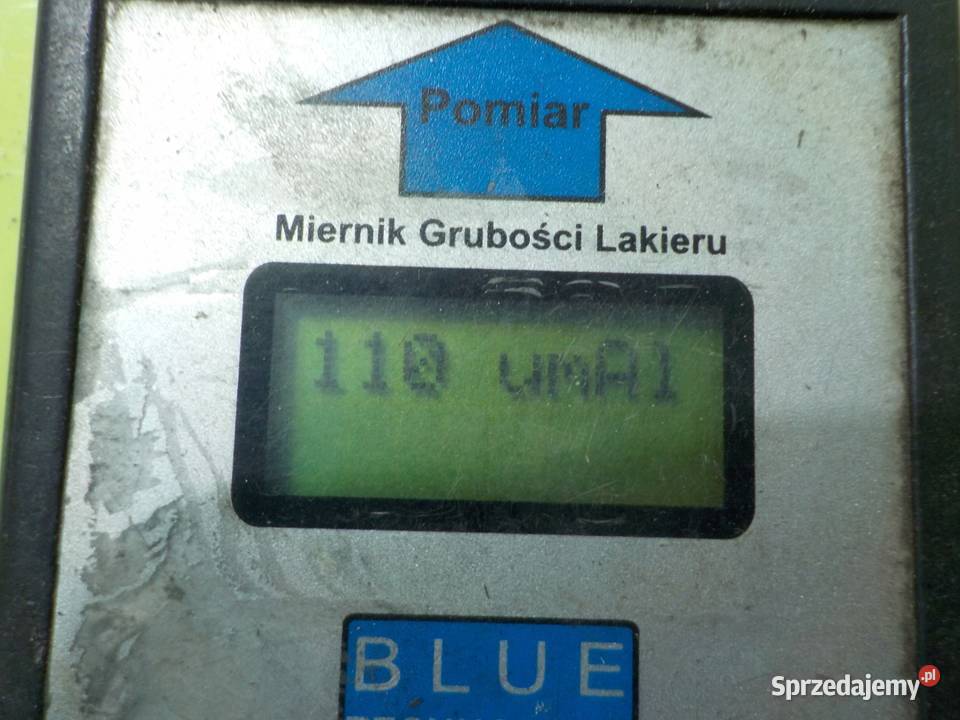 Pomiar
Miernik Grubości Lakieru
110 umAl
BLUE
Sprzedajemy.pl